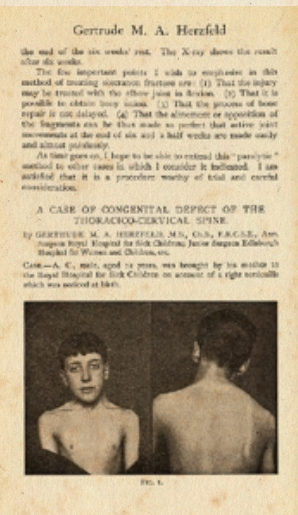 Gertrude M. A. Herzfeld
the end of the six weeks' rest. The X-ray shows the result
after six weeks.
The few important points I wish to emphasise in this
method of treating olecranon fracture are: (1) That the injury
may be treated with the elbow joint in flexion. (2) That it is
possible to obtain bony union. (3) That the process of bone
repair is not delayed. (4) That the alinement or apposition of
the fragments can be thus made so perfect that active joint
movements at the end of six and a half weeks are made easily
and almost painlessly.
As time goes on, I hope to be able to extend this "paralytic"
method to other cases in which I consider it indicated. I am
satisfied that it is a procedure worthy of trial and careful
consideration.
A CASE OF CONGENITAL DEFECT OF THE
THORACICO-CERVICAL SPINE.
By GERTRUDE M. A. HERZFELD, M.B., Ch.B., F.R.C.S.E., Asst.
Surgeon Royal Hospital for Sick Children; Junior Surgeon Edinburgh
Hospital for Women and Children, etc.
CASE.—A. C., male, aged 12 years, was brought by his mother to
the Royal Hospital for Sick Children on account of a right torticollis
which was noticed at birth.
FIG. 1.